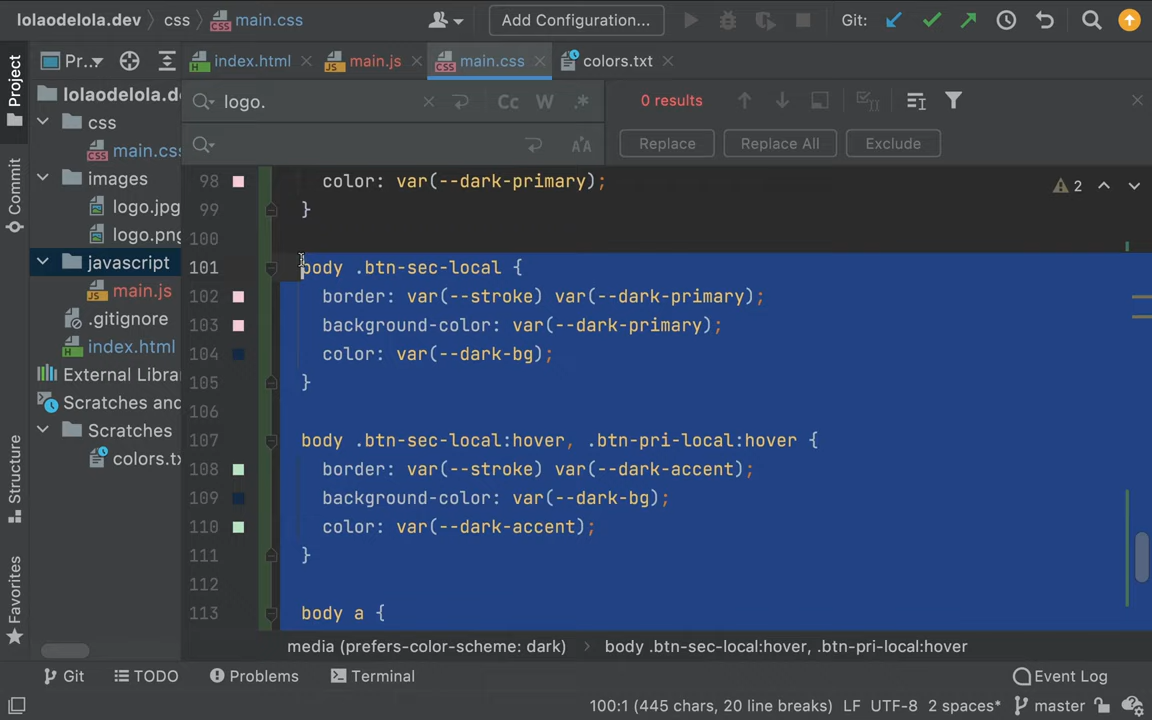 lolaodelola.dev
css
main.css
Add Configuration...
Git:
Project
Pr...
index.html
main.js
main.css
colors.txt
lolaodelola.d
css
main.cs
images
logo.jpg
logo.png
javascript
main.js
.gitignore
index.html
External Libra
Scratches and
Scratches
colors.tx
Commit
Structure
Favorites
logo.
Cc
W
.*
0 results
Replace
Replace All
Exclude
2
98 color: var(--dark-primary);
99 }
100
101 body .btn-sec-local {
102 border: var(--stroke) var(--dark-primary);
103 background-color: var(--dark-primary);
104 color: var(--dark-bg);
105 }
106
107 body .btn-sec-local:hover, .btn-pri-local:hover {
108 border: var(--stroke) var(--dark-accent);
109 background-color: var(--dark-bg);
110 color: var(--dark-accent);
111 }
112
113 body a {
media (prefers-color-scheme: dark) › body .btn-sec-local:hover, .btn-pri-local:hover
Git
TODO
Problems
Terminal
Event Log
100:1 (445 chars, 20 line breaks) LF UTF-8 2 spaces* master